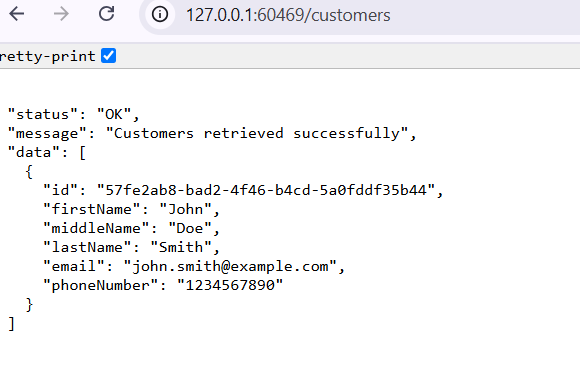 127.0.0.1:60469/customers
retty-print
"status": "OK",
"message": "Customers retrieved successfully",
"data": [
{
"id": "57fe2ab8-bad2-4f46-b4cd-5a0fddf35b44",
"firstName": "John",
"middleName": "Doe",
"lastName": "Smith",
"email": "john.smith@example.com",
"phoneNumber": "1234567890"
}
]